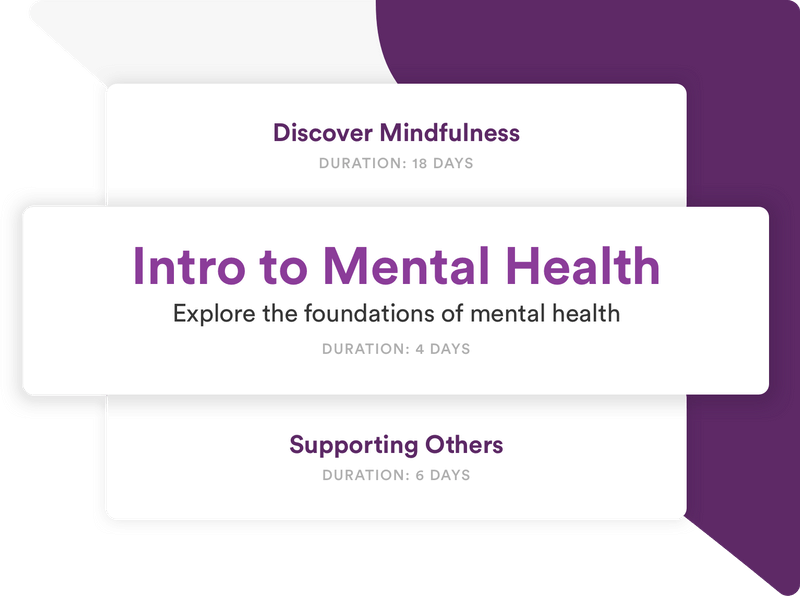 Discover Mindfulness
DURATION: 18 DAYS
Intro to Mental Health
Explore the foundations of mental health
DURATION: 4 DAYS
Supporting Others
DURATION: 6 DAYS